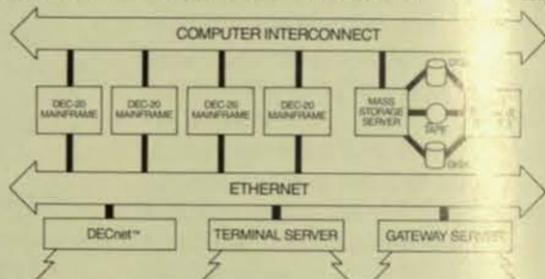 COMPUTER INTERCONNECT
DEC-20
MAINFRAME
DEC-20
MAINFRAME
DEC-20
MAINFRAME
DEC-20
MAINFRAME
MASS
STORAGE
SERVER
DISK
TAPE
DISK
ETHERNET
DECnet™
TERMINAL SERVER
GATEWAY SERVER